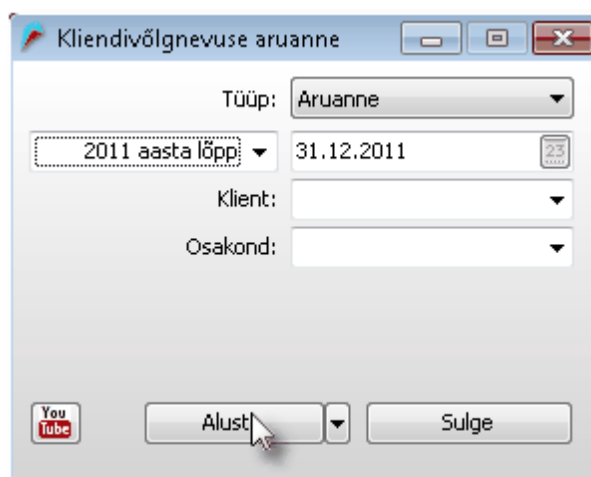 Kliendivõlgnevuse aruanne
Tüüp: Aruanne
2011 aasta lõpp 31.12.2011 23
Klient:
Osakond:
You Tube Alust Sulge